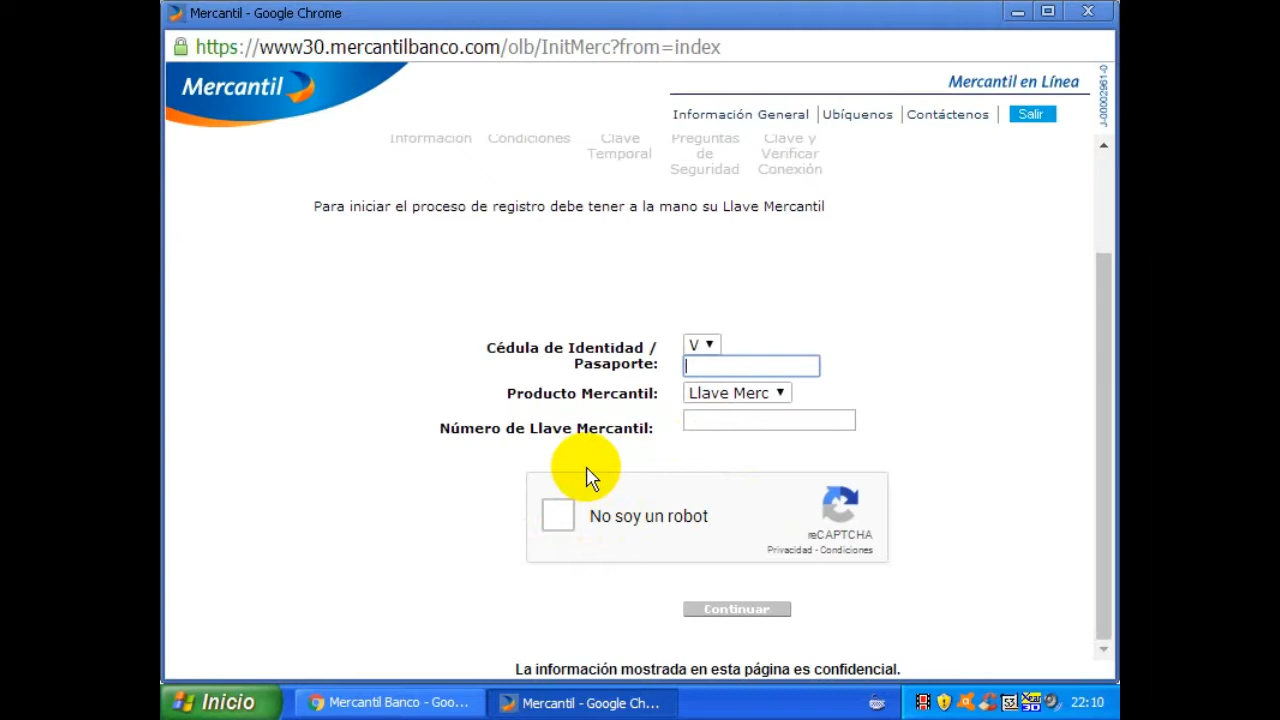 Mercantil - Google Chrome
https://www30.mercantilbanco.com/olb/InitMerc?from=index
Mercantil
Mercantil en Línea
J-00002961-0
Información General
Ubíquenos
Contáctenos
Salir
Información
Condiciones
Clave
Temporal
Preguntas
de
Seguridad
Clave y
Verificar
Conexión
Para iniciar el proceso de registro debe tener a la mano su Llave Mercantil
Cédula de Identidad /
Pasaporte:
V
Producto Mercantil:
Llave Merc
Número de Llave Mercantil:
No soy un robot
reCAPTCHA
Privacidad - Condiciones
Continuar
La información mostrada en esta página es confidencial.
Inicio
Mercantil Banco - Goo...
Mercantil - Google Ch...
22:10